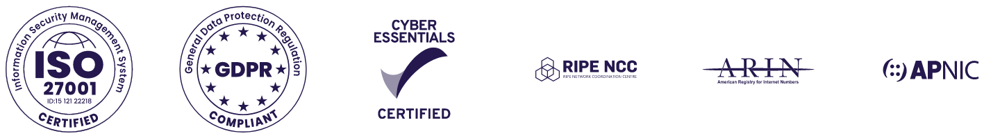 Information Security Management System
ISO
27001
ID:15 121 22218
CERTIFIED
General Data Protection Regulation
GDPR
COMPLIANT
CYBER
ESSENTIALS
CERTIFIED
RIPE NCC
RIPE NETWORK COORDINATION CENTRE
ARIN
American Registry for Internet Numbers
APNIC